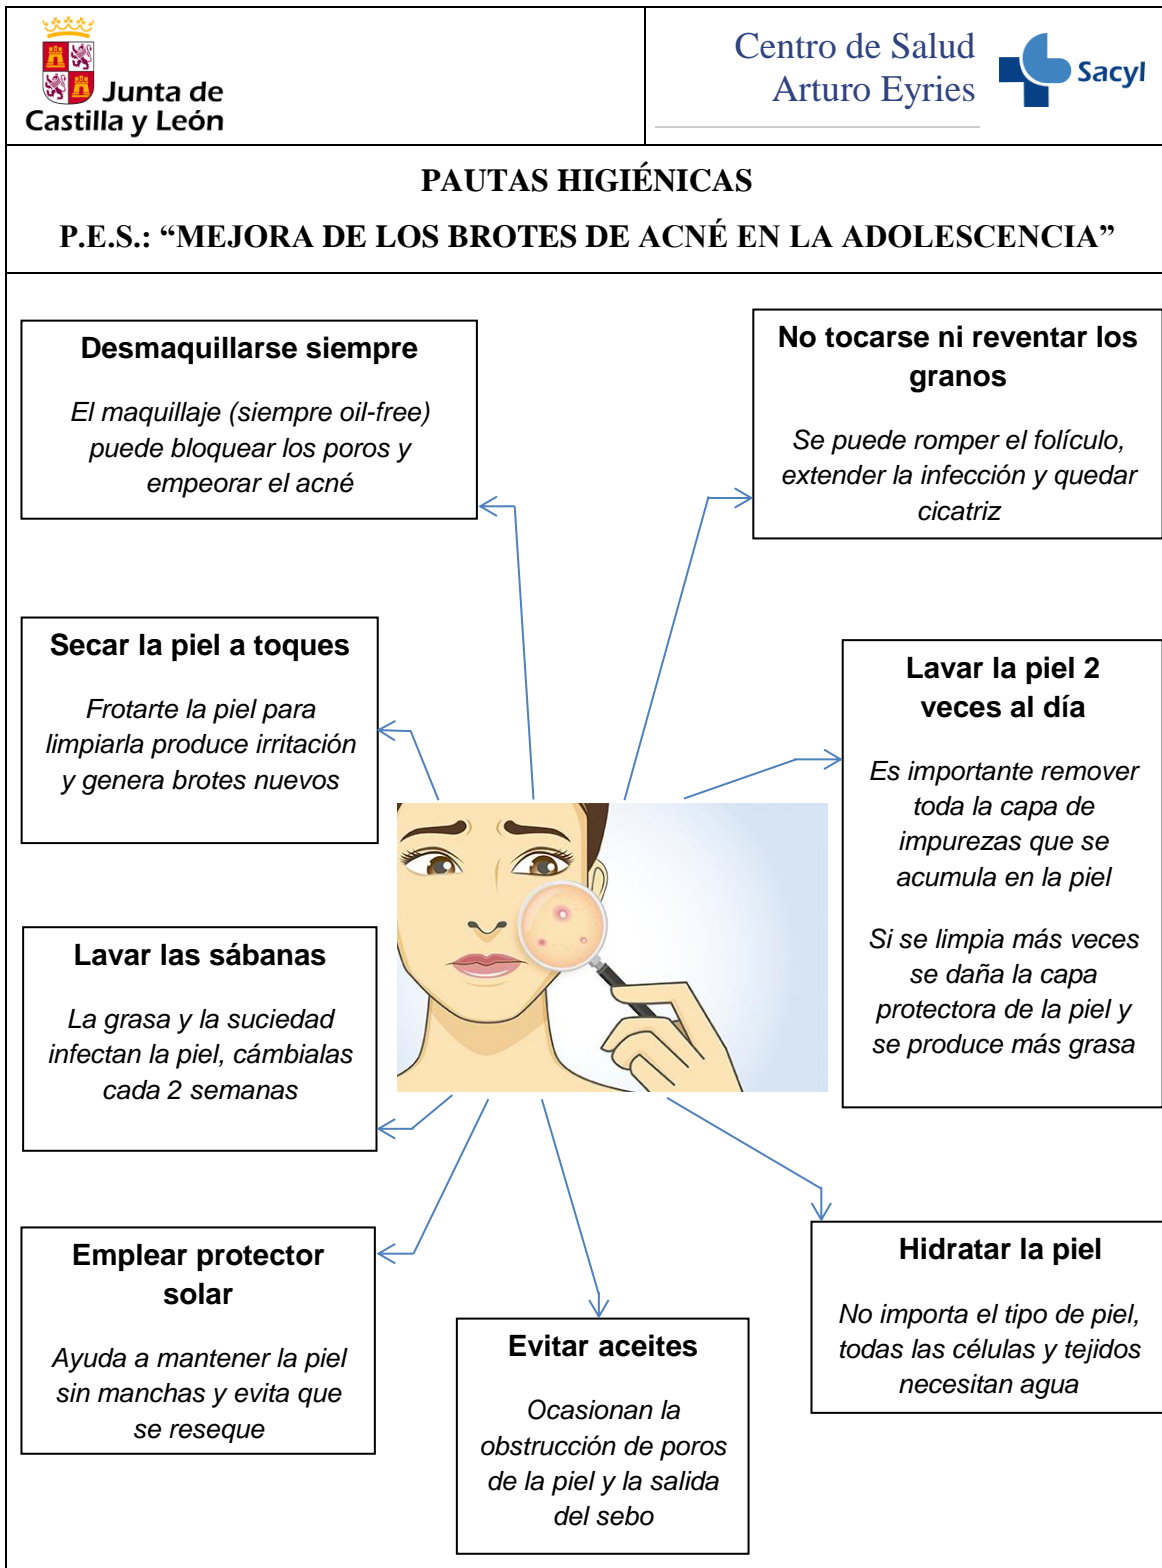 Junta de
Castilla y León
Centro de Salud
Arturo Eyries
Sacyl
PAUTAS HIGIÉNICAS
P.E.S.: “MEJORA DE LOS BROTES DE ACNÉ EN LA ADOLESCENCIA”
Desmaquillarse siempre
El maquillaje (siempre oil-free)
puede bloquear los poros y
empeorar el acné
No tocarse ni reventar los
granos
Se puede romper el folículo,
extender la infección y quedar
cicatriz
Secar la piel a toques
Frotarte la piel para
limpiarla produce irritación
y genera brotes nuevos
Lavar la piel 2
veces al día
Es importante remover
toda la capa de
impurezas que se
acumula en la piel
Si se limpia más veces
se daña la capa
protectora de la piel y
se produce más grasa
Lavar las sábanas
La grasa y la suciedad
infectan la piel, cámbialas
cada 2 semanas
Emplear protector
solar
Ayuda a mantener la piel
sin manchas y evita que
se reseque
Evitar aceites
Ocasionan la
obstrucción de poros
de la piel y la salida
del sebo
Hidratar la piel
No importa el tipo de piel,
todas las células y tejidos
necesitan agua